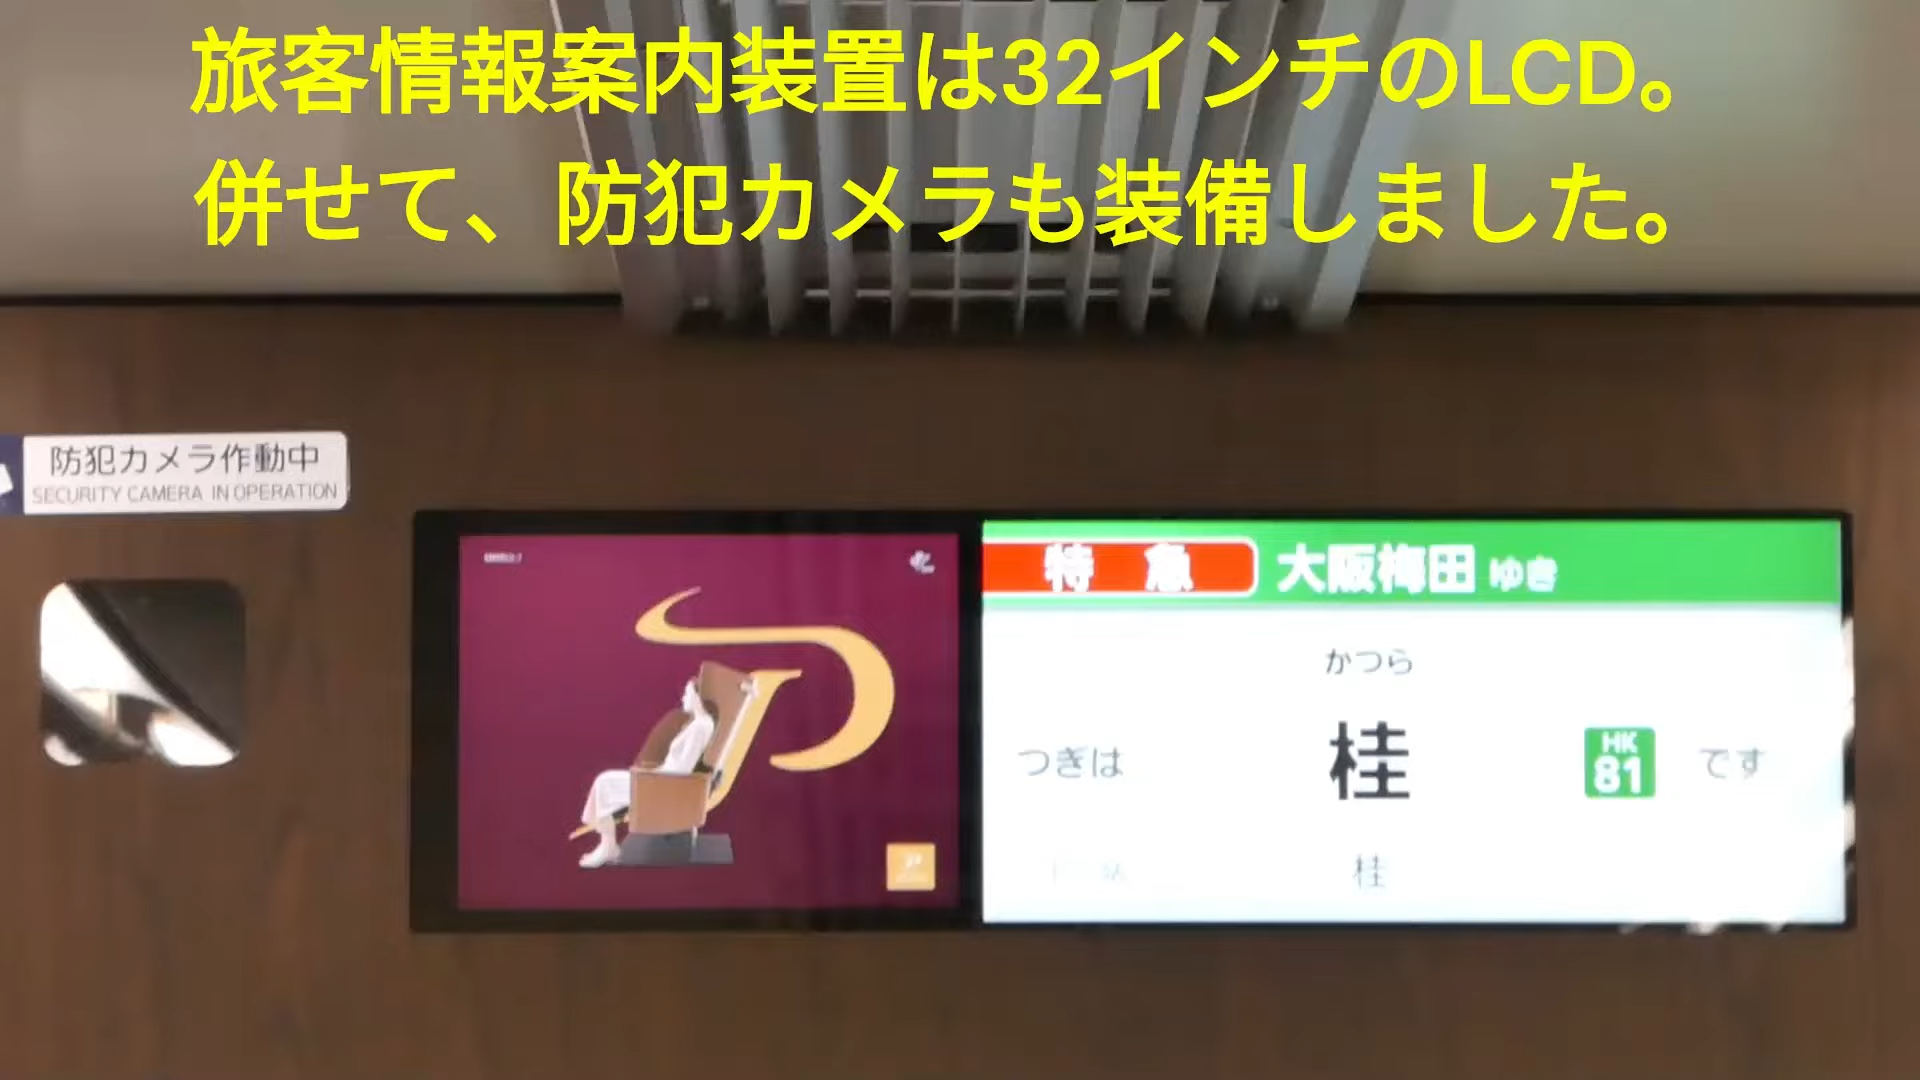 旅客情報案内装置は32インチのLCD。
併せて、防犯カメラも装備しました。
防犯カメラ作動中
SECURITY CAMERA IN OPERATION
特急 大阪梅田 ゆき
かつら
つぎは 桂 HK 81 です
桂